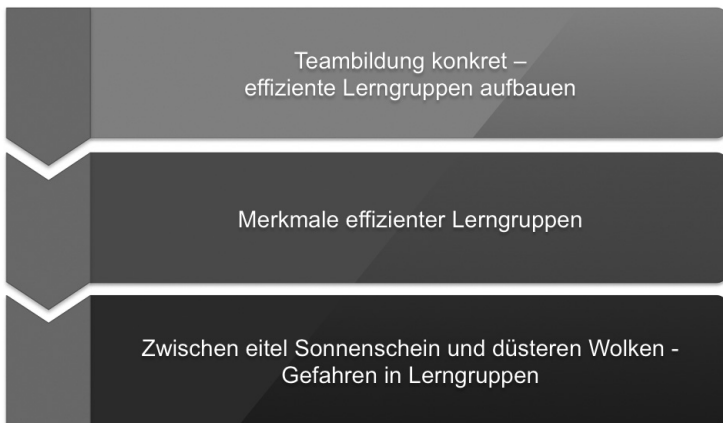 Teambildung konkret –
effiziente Lerngruppen aufbauen
Merkmale effizienter Lerngruppen
Zwischen eitel Sonnenschein und düsteren Wolken -
Gefahren in Lerngruppen